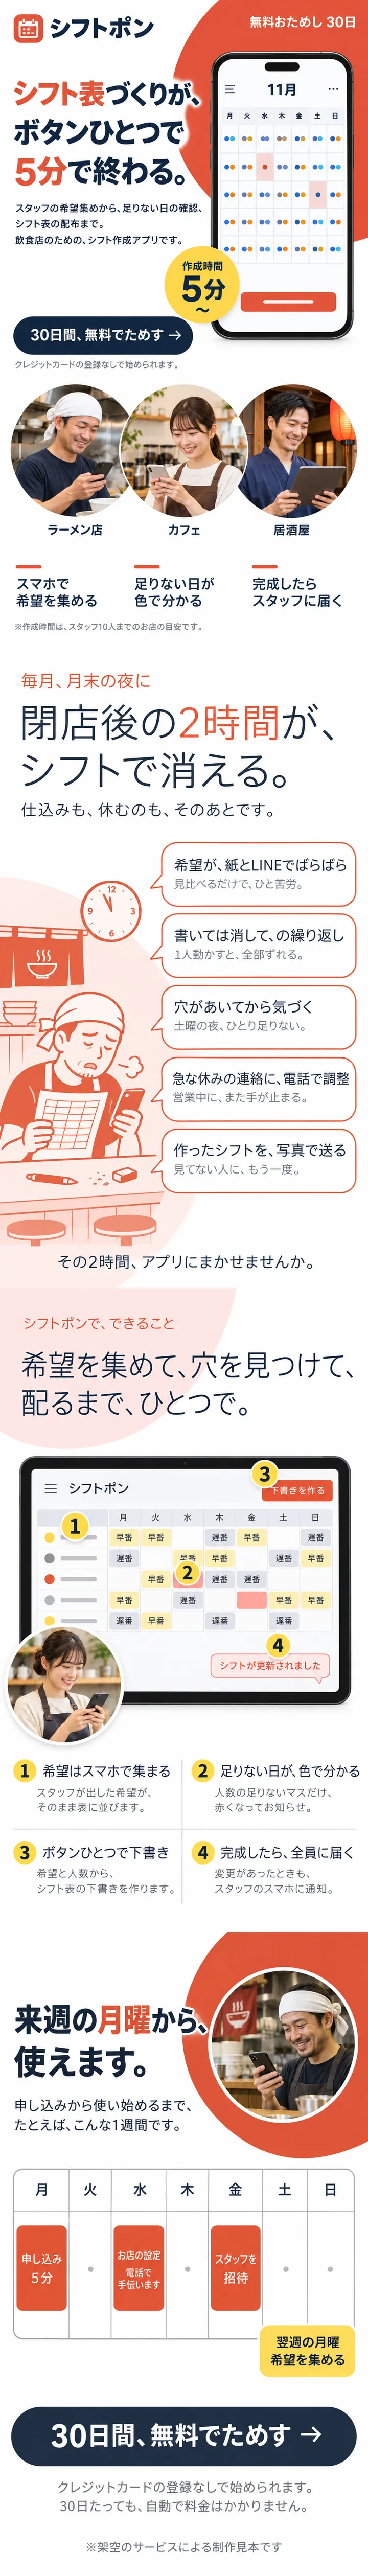 シフトポン
無料おためし 30日
シフト表づくりが、
ボタンひとつで
5分で終わる。
スタッフの希望集めから、足りない日の確認、
シフト表の配布まで。
飲食店のための、シフト作成アプリです。
11月
月 火 水 木 金 土 日
作成時間
5分
〜
30日間、無料でためす →
クレジットカードの登録なしで始められます。
ラーメン店
カフェ
居酒屋
スマホで
希望を集める
足りない日が
色で分かる
完成したら
スタッフに届く
※作成時間は、スタッフ10人までのお店の目安です。
毎月、月末の夜に
閉店後の2時間が、
シフトで消える。
仕込みも、休むのも、そのあとです。
12
3
6
9
希望が、紙とLINEでばらばら
見比べるだけで、ひと苦労。
書いては消して、の繰り返し
1人動かすと、全部ずれる。
穴があいてから気づく
土曜の夜、ひとり足りない。
急な休みの連絡に、電話で調整
営業中に、また手が止まる。
作ったシフトを、写真で送る
見てない人に、もう一度。
その2時間、アプリにまかせませんか。
シフトポンで、できること
希望を集めて、穴を見つけて、
配るまで、ひとつで。
シフトポン
3
下書きを作る
1
月 火 水 木 金 土 日
早番 早番 遅番 早番 遅番
遅番 早番 早番 遅番 早番
2
早番 遅番 遅番
早番 遅番 早番 早番
遅番 早番 遅番 遅番
4
シフトが更新されました
1 希望はスマホで集まる
スタッフが出した希望が、
そのまま表に並びます。
2 足りない日が、色で分かる
人数の足りないマスだけ、
赤くなってお知らせ。
3 ボタンひとつで下書き
希望と人数から、
シフト表の下書きを作ります。
4 完成したら、全員に届く
変更があったときも、
スタッフのスマホに通知。
来週の月曜から、
使えます。
申し込みから使い始めるまで、
たとえば、こんな1週間です。
月 火 水 木 金 土 日
申し込み
5分
お店の設定
電話で
手伝います
スタッフを
招待
翌週の月曜
希望を集める
30日間、無料でためす →
クレジットカードの登録なしで始められます。
30日たっても、自動で料金はかかりません。
※架空のサービスによる制作見本です